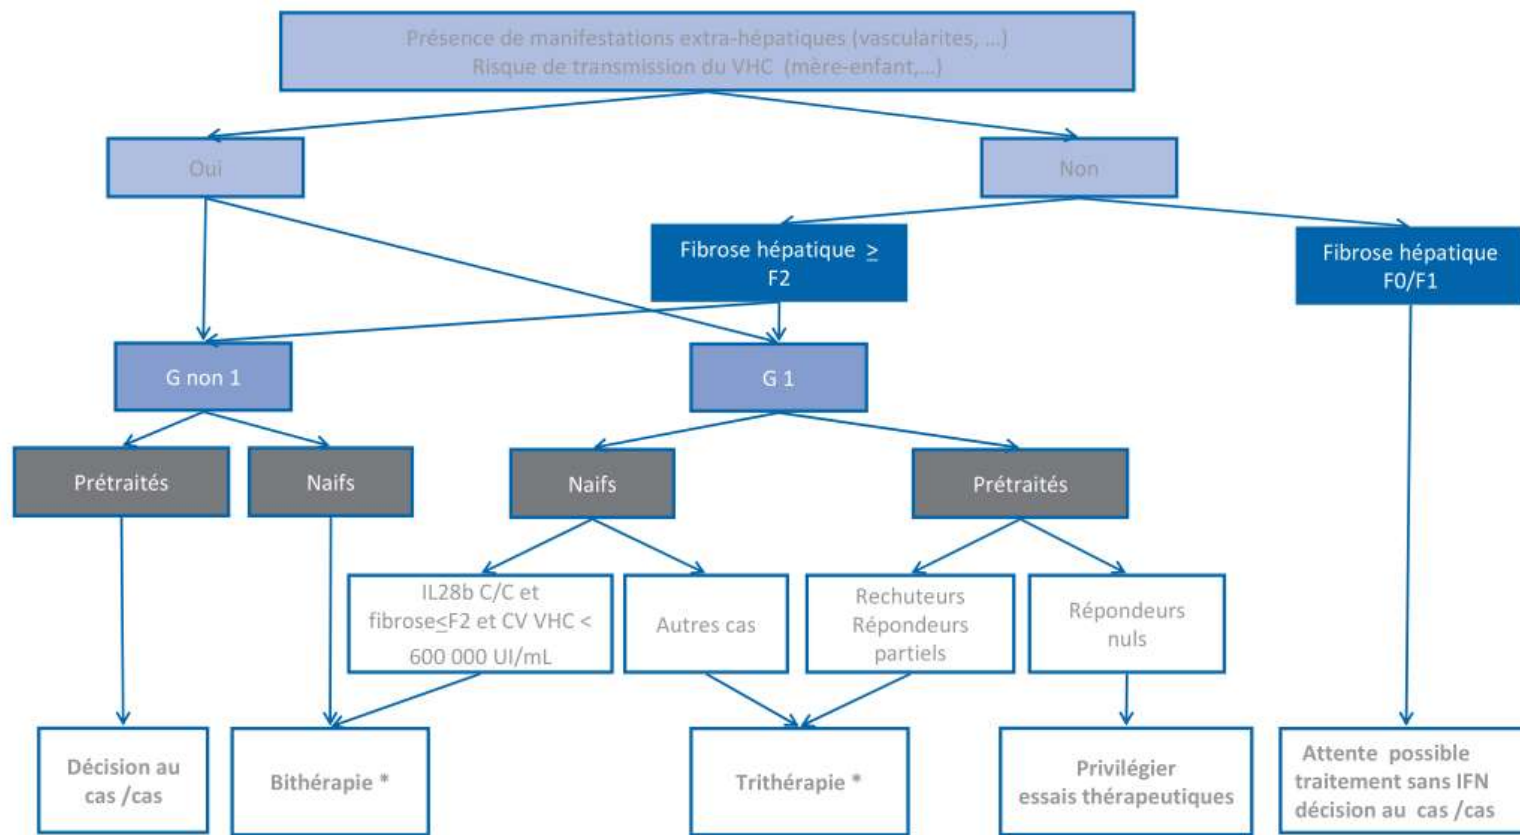 Présence de manifestations extra-hépatiques (vascularites, ...)
Risque de transmission du VHC (mère-enfant,...)
Oui
Non
Fibrose hépatique ≥
F2
Fibrose hépatique
F0/F1
G non 1
G 1
Prétraités
Naifs
Naifs
Prétraités
IL28b C/C et
fibrose≤F2 et CV VHC <
600 000 UI/mL
Autres cas
Rechuteurs
Répondeurs
partiels
Répondeurs
nuls
Décision au
cas /cas
Bithérapie *
Trithérapie *
Privilégier
essais thérapeutiques
Attente possible
traitement sans IFN
décision au cas /cas